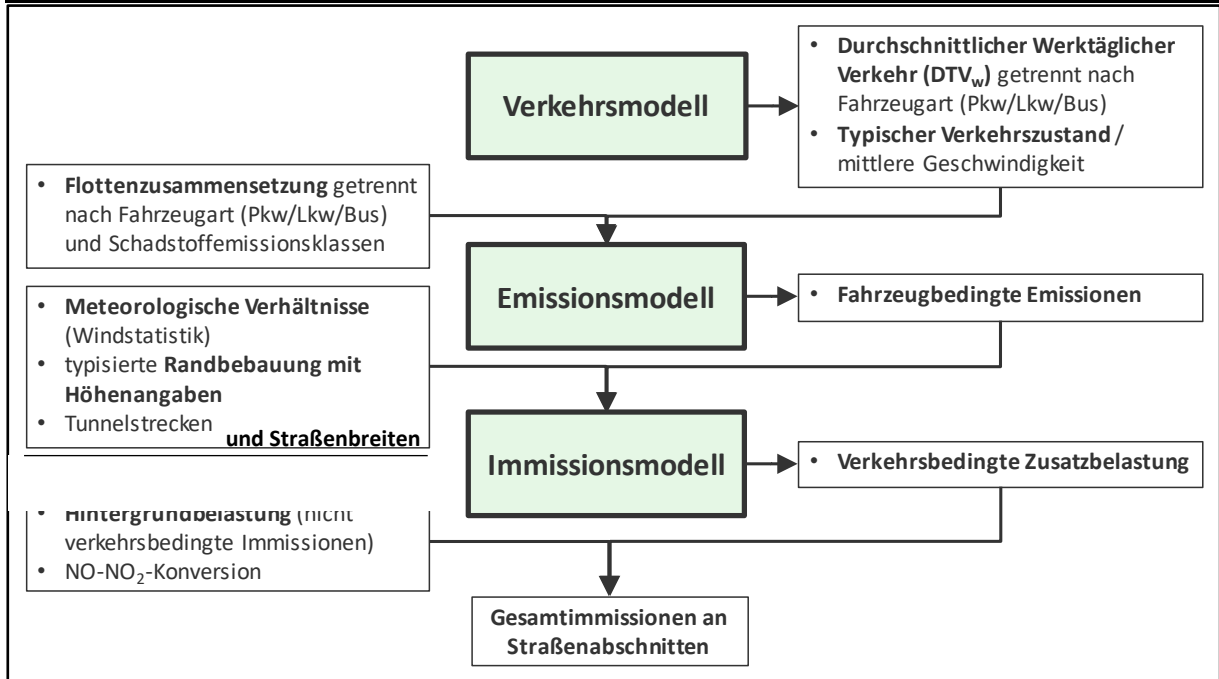 Verkehrsmodell
• Durchschnittlicher Werktäglicher
Verkehr (DTVw) getrennt nach
Fahrzeugart (Pkw/Lkw/Bus)
• Typischer Verkehrszustand /
mittlere Geschwindigkeit
• Flottenzusammensetzung getrennt
nach Fahrzeugart (Pkw/Lkw/Bus)
und Schadstoffemissionsklassen
Emissionsmodell
• Fahrzeugbedingte Emissionen
• Meteorologische Verhältnisse
(Windstatistik)
• typisierte Randbebauung mit
Höhenangaben
• Tunnelstrecken
und Straßenbreiten
Immissionsmodell
• Verkehrsbedingte Zusatzbelastung
• Hintergrundbelastung (nicht
verkehrsbedingte Immissionen)
• NO-NO2-Konversion
Gesamtimmissionen an
Straßenabschnitten